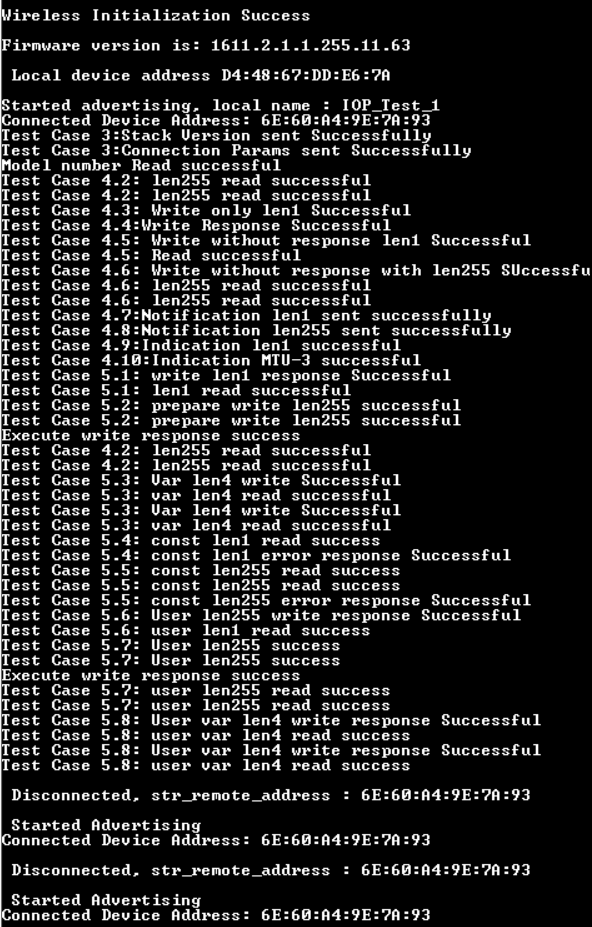 Wireless Initialization Success
Firmware version is: 1611.2.1.1.255.11.63
Local device address D4:48:67:DD:E6:7A
Started advertising, local name : IOP_Test_1
Connected Device Address: 6E:60:A4:9E:7A:93
Test Case 3:Stack Version sent Successfully
Test Case 3:Connection Params sent Successfully
Model number Read successful
Test Case 4.2: len255 read successful
Test Case 4.2: len255 read successful
Test Case 4.3: Write only len1 Successful
Test Case 4.4:Write Response Successful
Test Case 4.5: Write without response len1 Successful
Test Case 4.5: Read successful
Test Case 4.6: Write without response with len255 SUccessfu
Test Case 4.6: len255 read successful
Test Case 4.6: len255 read successful
Test Case 4.7:Notification len1 sent successfully
Test Case 4.8:Notification len255 sent successfully
Test Case 4.9:Indication len1 successful
Test Case 4.10:Indication MTU-3 successful
Test Case 5.1: write len1 response Successful
Test Case 5.1: len1 read successful
Test Case 5.2: prepare write len255 successful
Test Case 5.2: prepare write len255 successful
Execute write response success
Test Case 4.2: len255 read successful
Test Case 4.2: len255 read successful
Test Case 5.3: Var len4 write Successful
Test Case 5.3: var len4 read successful
Test Case 5.3: Var len4 write Successful
Test Case 5.3: var len4 read successful
Test Case 5.4: const len1 read success
Test Case 5.4: const len1 error response Successful
Test Case 5.5: const len255 read success
Test Case 5.5: const len255 read success
Test Case 5.5: const len255 error response Successful
Test Case 5.6: User len255 write response Successful
Test Case 5.6: user len1 read success
Test Case 5.7: User len255 success
Test Case 5.7: User len255 success
Execute write response success
Test Case 5.7: user len255 read success
Test Case 5.7: user len255 read success
Test Case 5.8: User var len4 write response Successful
Test Case 5.8: user var len4 read success
Test Case 5.8: User var len4 write response Successful
Test Case 5.8: user var len4 read success
Disconnected, str_remote_address : 6E:60:A4:9E:7A:93
Started Advertising
Connected Device Address: 6E:60:A4:9E:7A:93
Disconnected, str_remote_address : 6E:60:A4:9E:7A:93
Started Advertising
Connected Device Address: 6E:60:A4:9E:7A:93